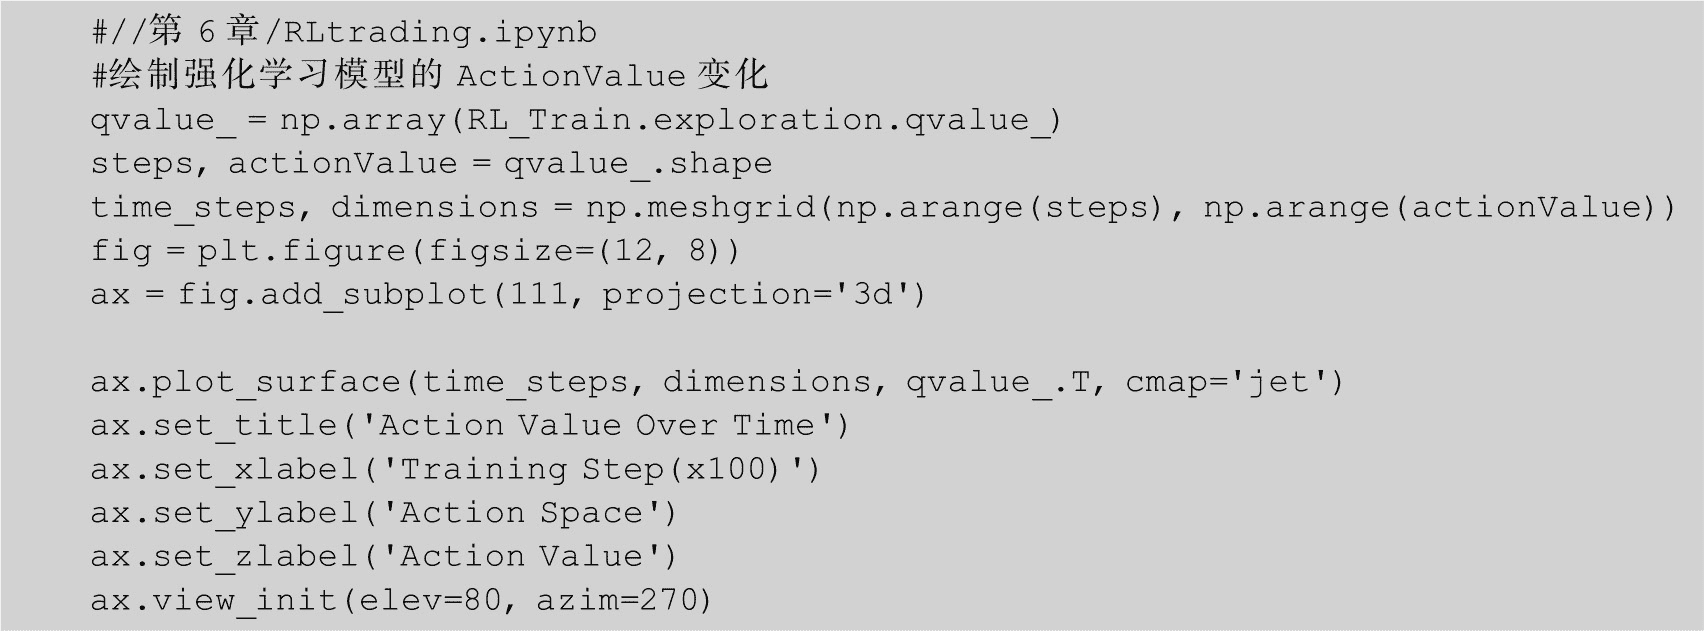 #//第 6 章/RLtrading.ipynb
#绘制强化学习模型的 ActionValue 变化
qvalue_ = np.array(RL_Train.exploration.qvalue_)
steps, actionValue = qvalue_.shape
time_steps, dimensions = np.meshgrid(np.arange(steps), np.arange(actionValue))
fig = plt.figure(figsize=(12, 8))
ax = fig.add_subplot(111, projection='3d')
ax.plot_surface(time_steps, dimensions, qvalue_.T, cmap='jet')
ax.set_title('Action Value Over Time')
ax.set_xlabel('Training Step(x100)')
ax.set_ylabel('Action Space')
ax.set_zlabel('Action Value')
ax.view_init(elev=80, azim=270)